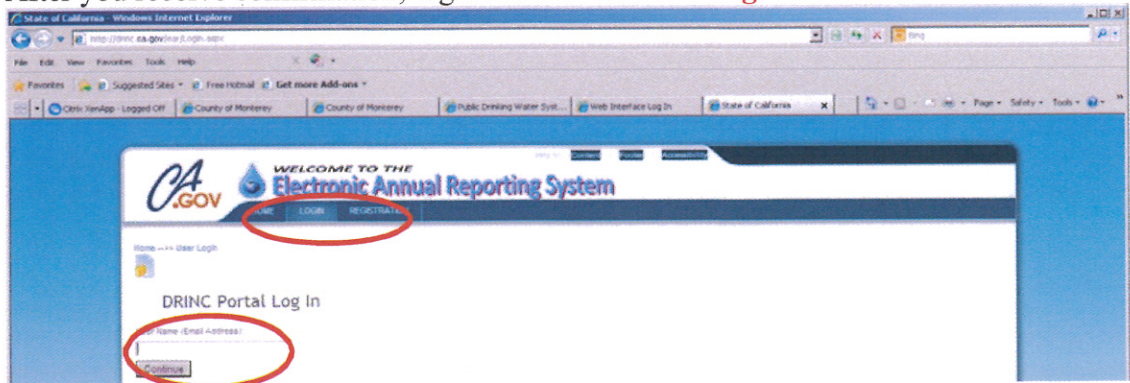 State of California - Windows Internet Explorer
http://drinc.ca.gov/ear/Login.aspx
Bing
File Edit View Favorites Tools Help
Favorites Suggested Sites Free Hotmail Get more Add-ons
Citrix XenApp - Logged Off County of Monterey County of Monterey Public Drinking Water Syst... Web Interface Log In State of California Page Safety Tools
Content Footer Accessibility
CA.GOV WELCOME TO THE
Electronic Annual Reporting System
HOME LOGIN REGISTRATION
Home User Login
DRINC Portal Log In
User Name (Email Address)
Continue